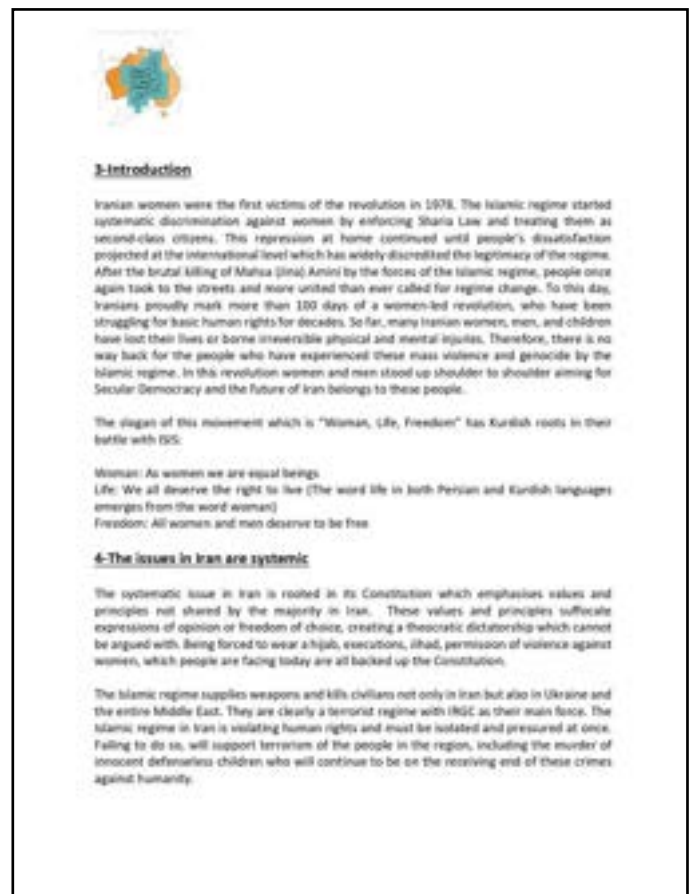 3-Introduction
Iranian women were the first victims of the revolution in 1978. The Islamic regime started
systematic discrimination against women by enforcing Sharia Law and treating them as
second-class citizens. This repression at home continued until people's dissatisfaction
projected at the international level which has widely discredited the legitimacy of the regime.
After the brutal killing of Mahsa (Jina) Amini by the forces of the Islamic regime, people once
again took to the streets and more united than ever called for regime change. To this day,
Iranians proudly mark more than 100 days of a women-led revolution, who have been
struggling for basic human rights for decades. So far, many Iranian women, men, and children
have lost their lives or borne irreversible physical and mental injuries. Therefore, there is no
way back for the people who have experienced these mass violence and genocide by the
Islamic regime. In this revolution women and men stood up shoulder to shoulder aiming for
Secular Democracy and the future of Iran belongs to these people.
The slogan of this movement which is "Woman, Life, Freedom" has Kurdish roots in their
battle with ISIS:
Woman: As women we are equal beings
Life: We all deserve the right to live (The word life in both Persian and Kurdish languages
emerges from the word woman)
Freedom: All women and men deserve to be free
4-The issues in Iran are systemic
The systematic issue in Iran is rooted in its Constitution which emphasises values and
principles not shared by the majority in Iran. These values and principles suffocate
expressions of opinion or freedom of choice, creating a theocratic dictatorship which cannot
be argued with. Being forced to wear a hijab, executions, jihad, permission of violence against
women, which people are facing today are all backed up the Constitution.
The Islamic regime supplies weapons and kills civilians not only in Iran but also in Ukraine and
the entire Middle East. They are clearly a terrorist regime with IRGC as their main force. The
Islamic regime in Iran is violating human rights and must be isolated and pressured at once.
Failing to do so, will support terrorism of the people in the region, including the murder of
innocent defenseless children who will continue to be on the receiving end of these crimes
against humanity.